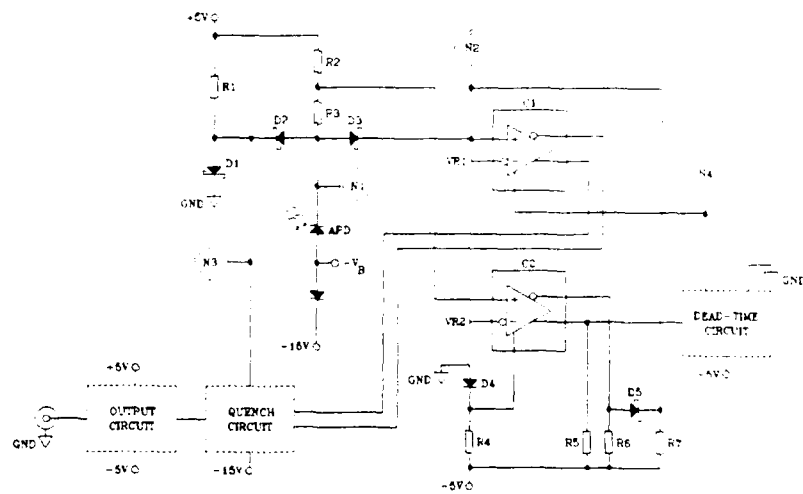 +5V
R2
N2
R1
C1
R3
D2
D3
D1
VR1
GND
N1
N4
APD
N3
-VB
C2
GND
VR2
DEAD-TIME
CIRCUIT
-15V
-5V
+5V
GND
D4
D5
OUTPUT
CIRCUIT
QUENCH
CIRCUIT
GND
R4
R5
R6
R7
-5V
-15V
-5V